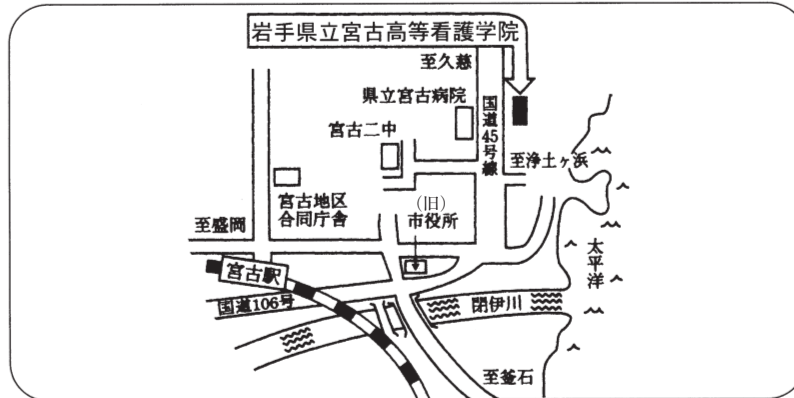 岩手県立宮古高等看護学院
至久慈
県立宮古病院
国道45号線
宮古二中
至浄土ヶ浜
宮古地区
合同庁舎
(旧)
市役所
至盛岡
太平洋
宮古駅
国道106号
閉伊川
至釜石